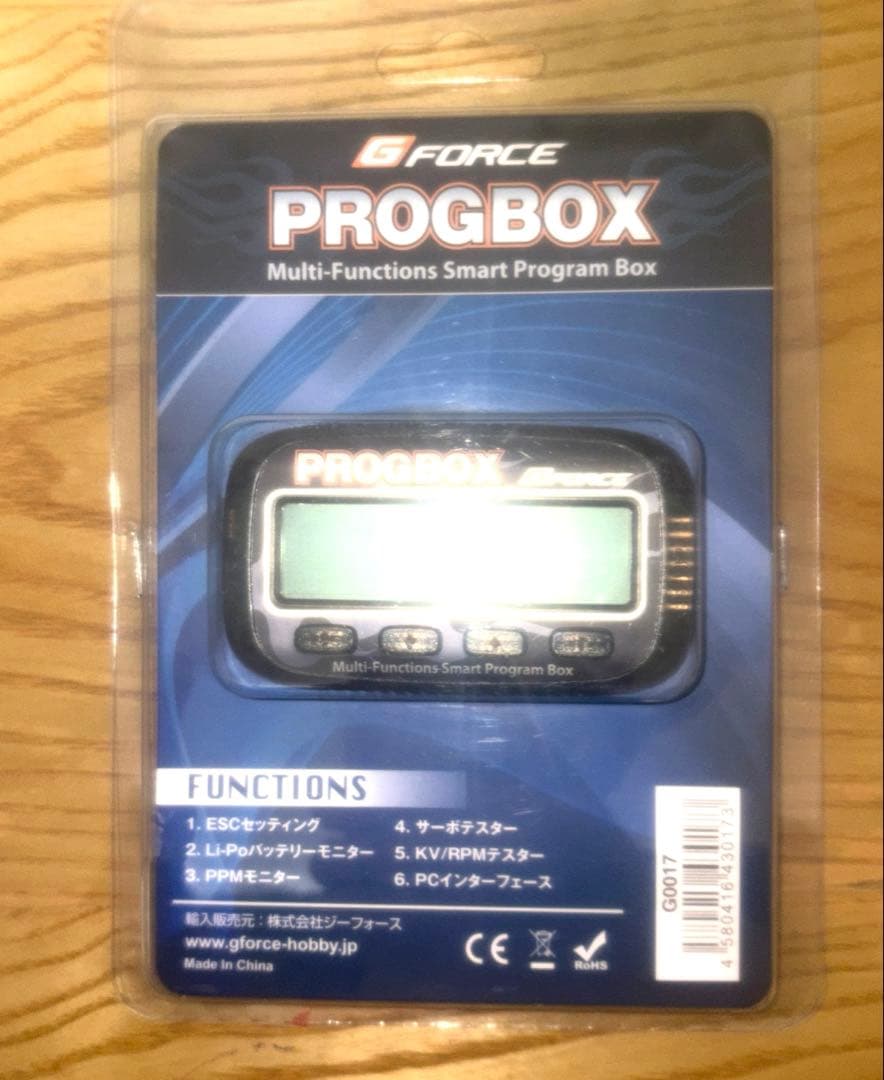 G FORCE
PROGBOX
Multi-Functions Smart Program Box
PROGBOX GFORCE
Multi-Functions Smart Program Box
FUNCTIONS
1. ESCセッティング
2. Li-Poバッテリーモニター
3. PPMモニター
4. サーボテスター
5. KV/RPMテスター
6. PCインターフェース
輸入販売元：株式会社ジーフォース
www.gforce-hobby.jp
Made In China
CE
RoHS
G0017
4 580416 430173